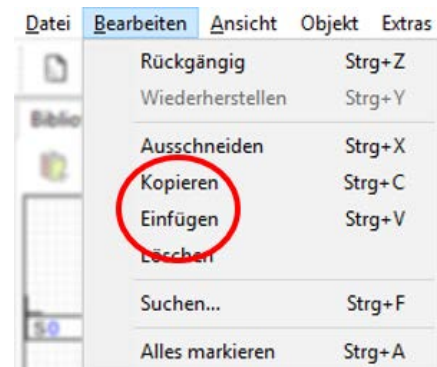 Datei Bearbeiten Ansicht Objekt Extras
Rückgängig Strg+Z
Wiederherstellen Strg+Y
Biblio
Ausschneiden Strg+X
Kopieren Strg+C
Einfügen Strg+V
Löschen
Suchen... Strg+F
S0
Alles markieren Strg+A